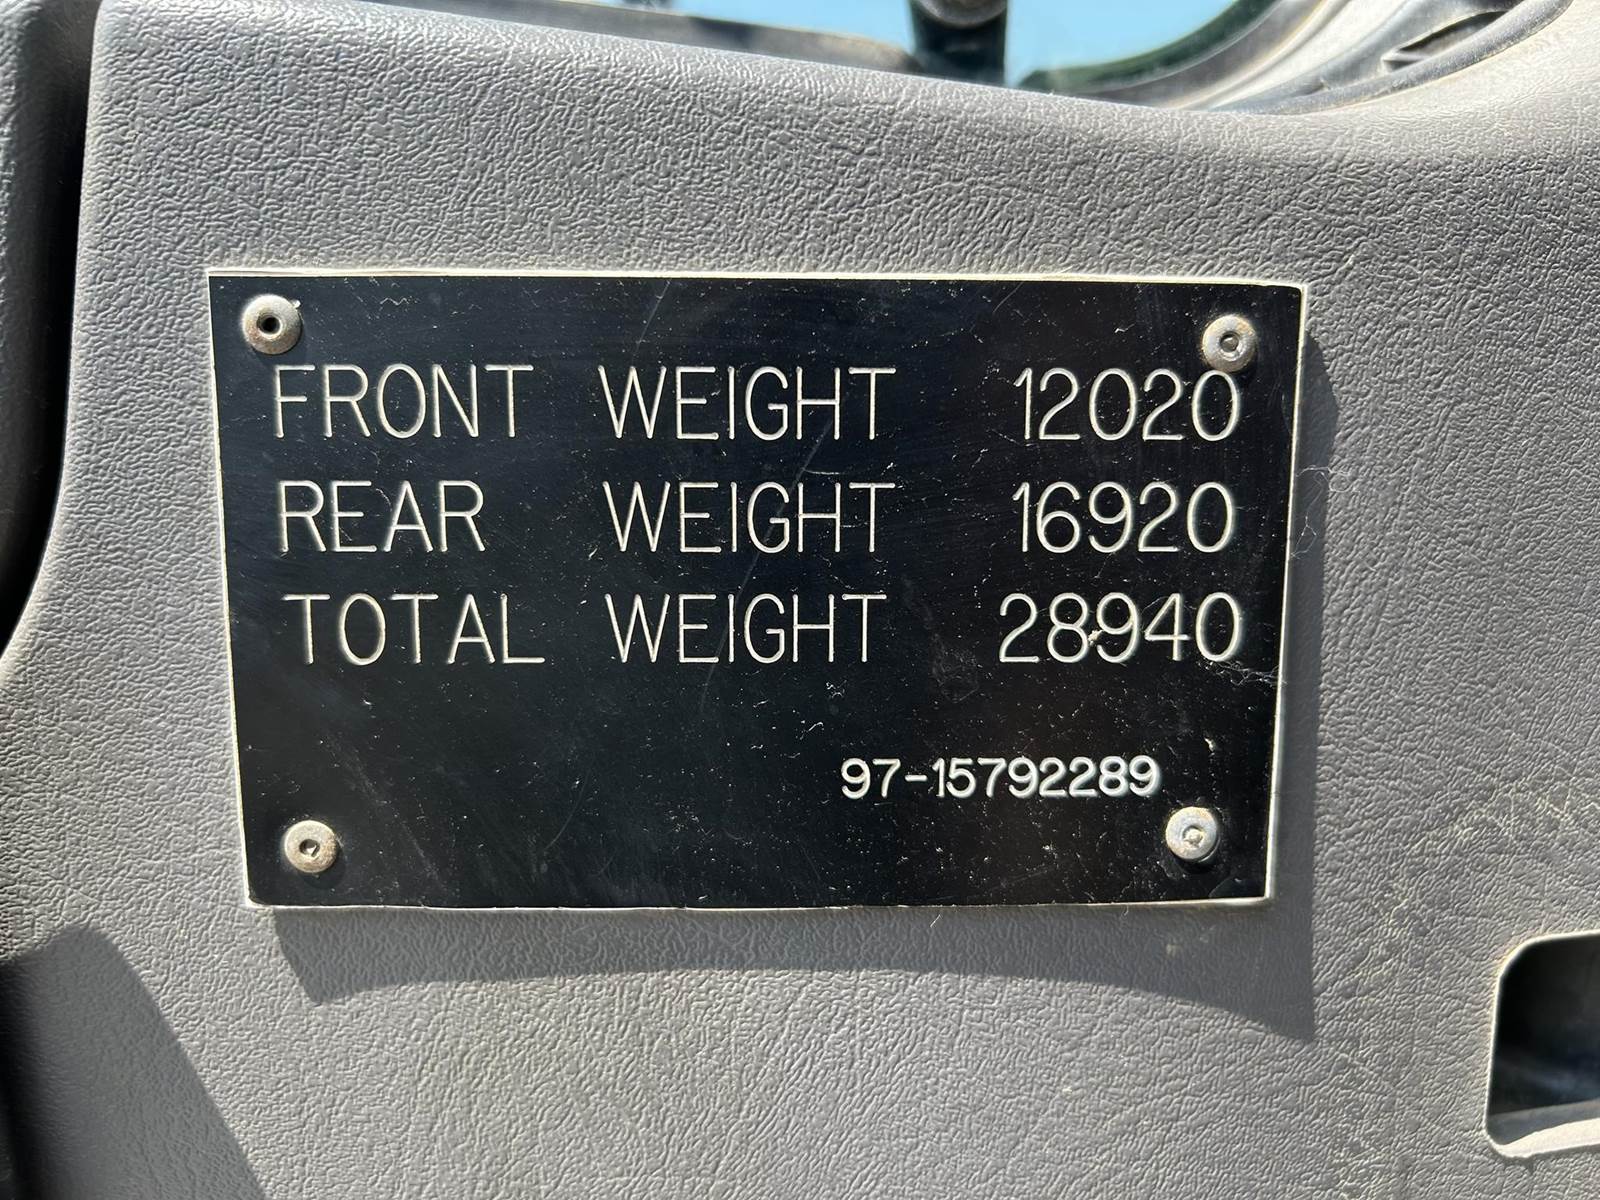 FRONT WEIGHT 12020
REAR WEIGHT 16920
TOTAL WEIGHT 28940
97-15792289